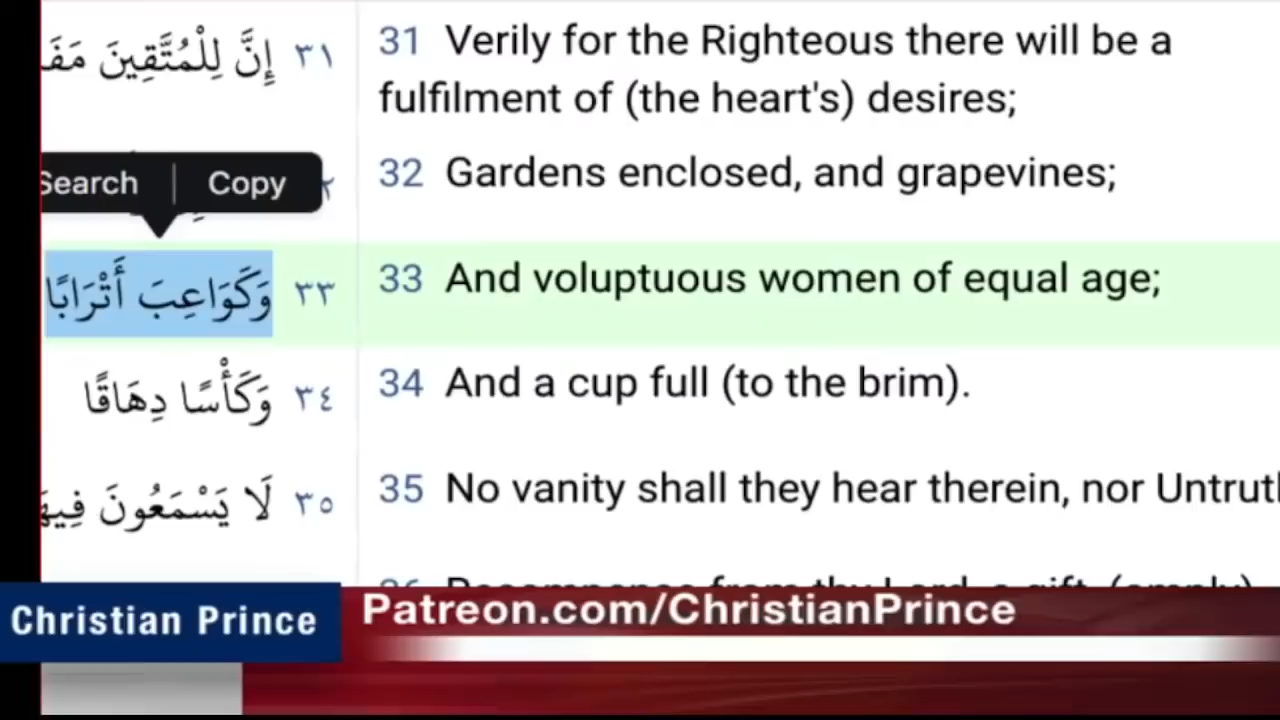 إِنَّ لِلْمُتَّقِينَ ٣١
31 Verily for the Righteous there will be a
fulfilment of (the heart's) desires;
Search | Copy
32 Gardens enclosed, and grapevines;
وَكَوَاعِبَ أَتْرَابًا ٣٣
33 And voluptuous women of equal age;
وَكَأْسًا دِهَاقًا ٣٤
34 And a cup full (to the brim).
لَا يَسْمَعُونَ ٣٥
35 No vanity shall they hear therein, nor
Christian Prince
Patreon.com/ChristianPrince